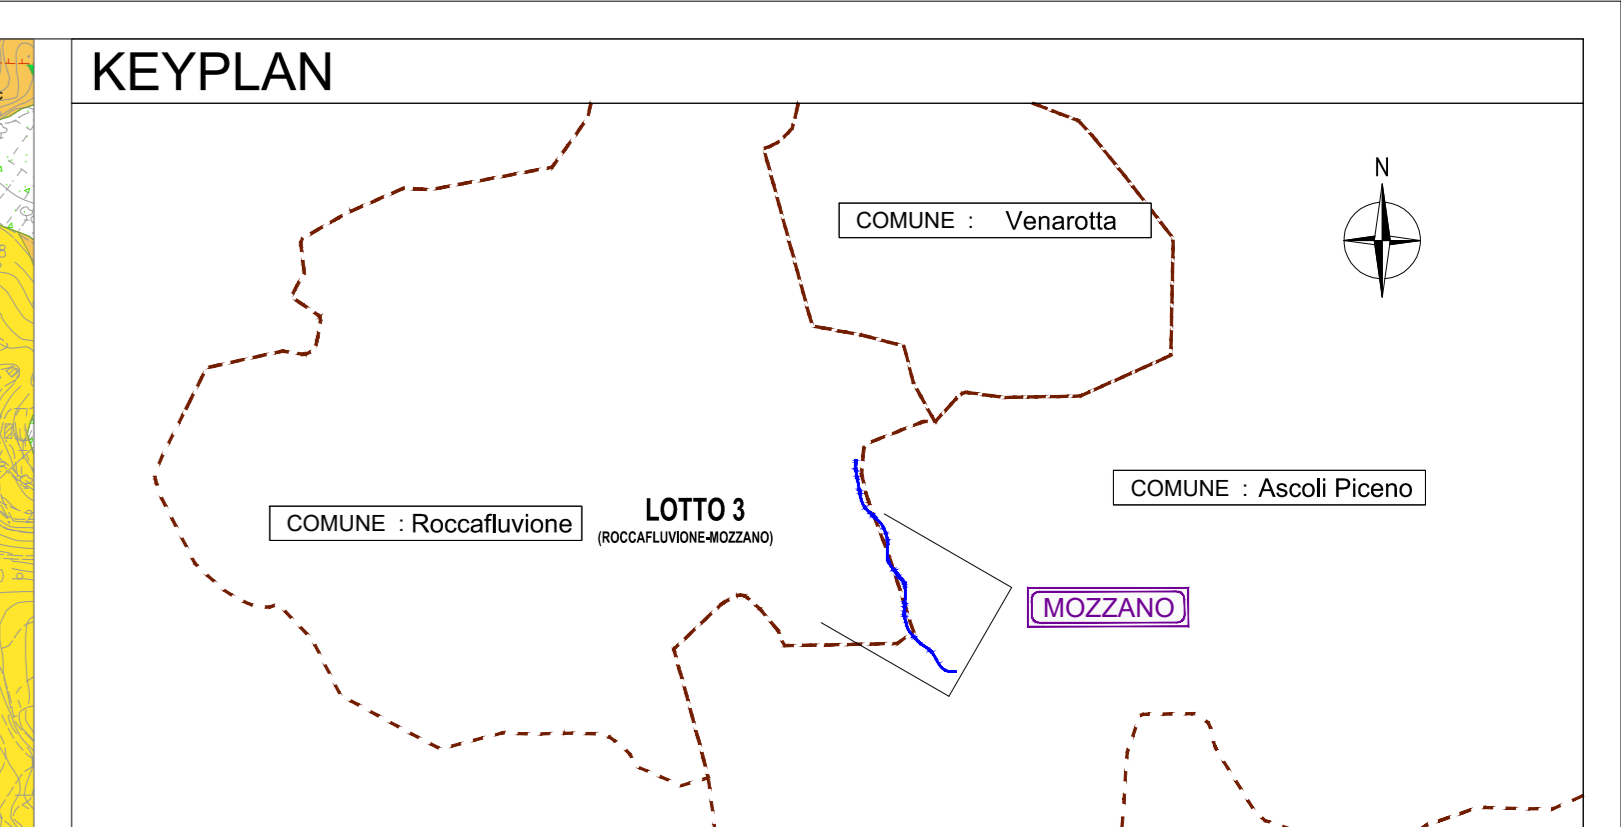 KEYPLAN
N
COMUNE : Venarotta
COMUNE : Ascoli Piceno
COMUNE : Roccafluvione
LOTTO 3
(ROCCAFLUVIONE-MOZZANO)
MOZZANO